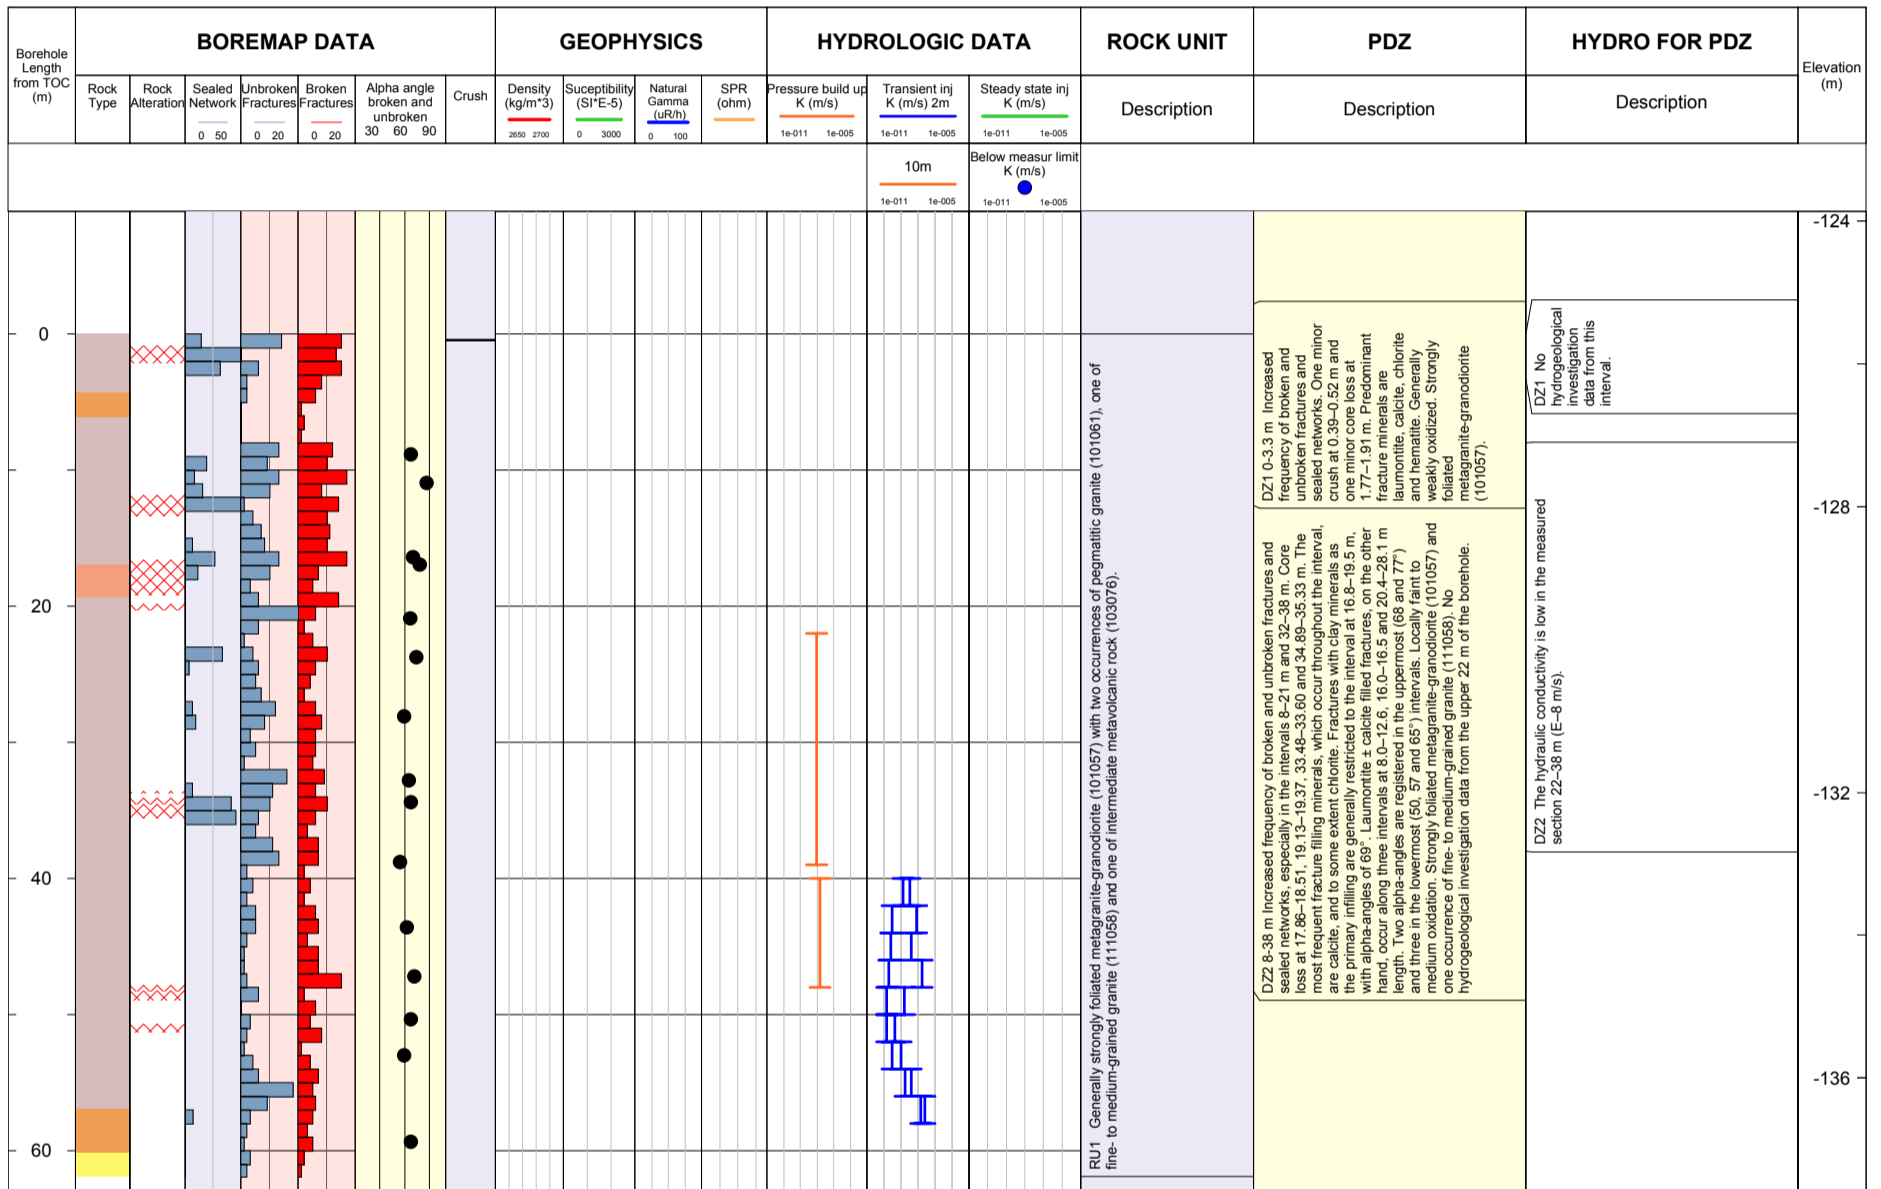 BOREMAP DATA
GEOPHYSICS
HYDROLOGIC DATA
ROCK UNIT
PDZ
HYDRO FOR PDZ
Borehole
Length
from TOC
(m)
Elevation
(m)
Rock
Type
Rock
Alteration
Sealed
Network
0 50
Unbroken
Fractures
0 20
Broken
Fractures
0 20
Alpha angle
broken and
unbroken
30 60 90
Crush
Density
(kg/m*3)
2650 2700
Suceptibility
(SI*E-5)
0 3000
Natural
Gamma
(uR/h)
0 100
SPR
(ohm)
Pressure build up
K (m/s)
1e-011 1e-005
Transient inj
K (m/s) 2m
1e-011 1e-005
Steady state inj
K (m/s)
1e-011 1e-005
Description
Description
Description
10m
1e-011 1e-005
Below measur limit
K (m/s)
1e-011 1e-005
0
20
40
60
RU1 Generally strongly foliated metagranite-granodiorite (101057) with two occurrences of pegmatitic granite (101061), one of
fine- to medium-grained granite (111058) and one of intermediate metavolcanic rock (103076).
DZ1 0-3.3 m Increased
frequency of broken and
unbroken fractures and
sealed networks. One minor
crush at 0.39–0.52 m and
one minor core loss at
1.77–1.91 m. Predominant
fracture minerals are
laumontite, calcite, chlorite
and hematite. Generally
weakly oxidized. Strongly
foliated
metagranite-granodiorite
(101057).
DZ2 8-38 m Increased frequency of broken and unbroken fractures and
sealed networks, especially in the intervals 8–21 m and 32–38 m. Core
loss at 17.86–18.51, 19.13–19.37, 33.48–33.60 and 34.89–35.33 m. The
most frequent fracture filling minerals, which occur throughout the interval,
are calcite, and to some extent chlorite. Fractures with clay minerals as
the primary infilling are generally restricted to the interval at 16.8–19.5 m,
with alpha-angles of 69°. Laumontite ± calcite filled fractures, on the other
hand, occur along three intervals at 8.0–12.6, 16.0–16.5 and 20.4–28.1 m
length. Two alpha-angles are registered in the uppermost (68 and 77°)
and three in the lowermost (50, 57 and 65°) intervals. Locally faint to
medium oxidation. Strongly foliated metagranite-granodiorite (101057) and
one occurrence of fine- to medium-grained granite (111058). No
hydrogeological investigation data from the upper 22 m of the borehole.
DZ1 No
hydrogeological
investigation
data from this
interval.
DZ2 The hydraulic conductivity is low in the measured
section 22–38 m (E–8 m/s).
-124
-128
-132
-136